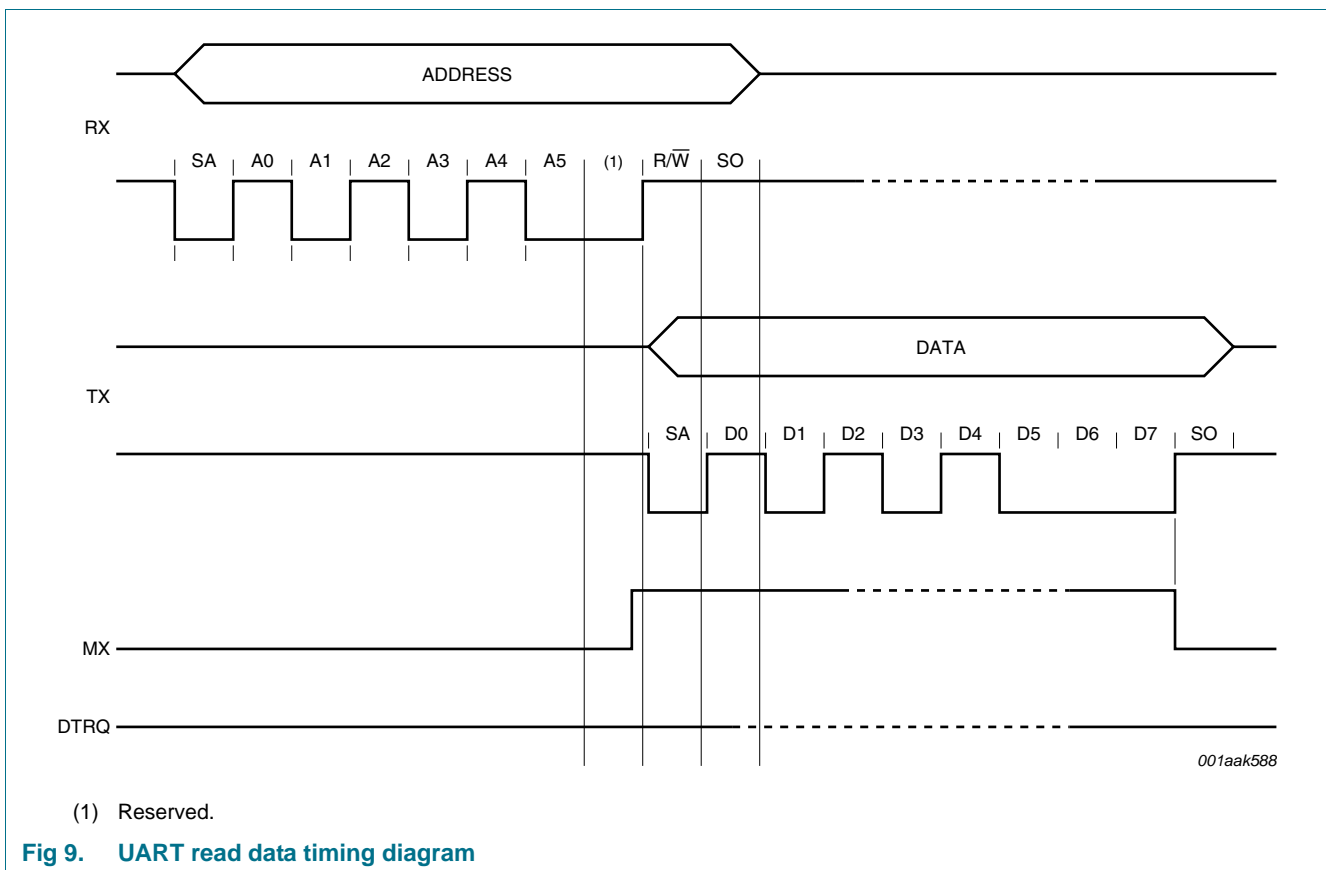 ADDRESS
RX
SA A0 A1 A2 A3 A4 A5 (1) R/W̅ SO
DATA
TX
SA D0 D1 D2 D3 D4 D5 D6 D7 SO
MX
DTRQ
001aak588
(1) Reserved.
Fig 9. UART read data timing diagram